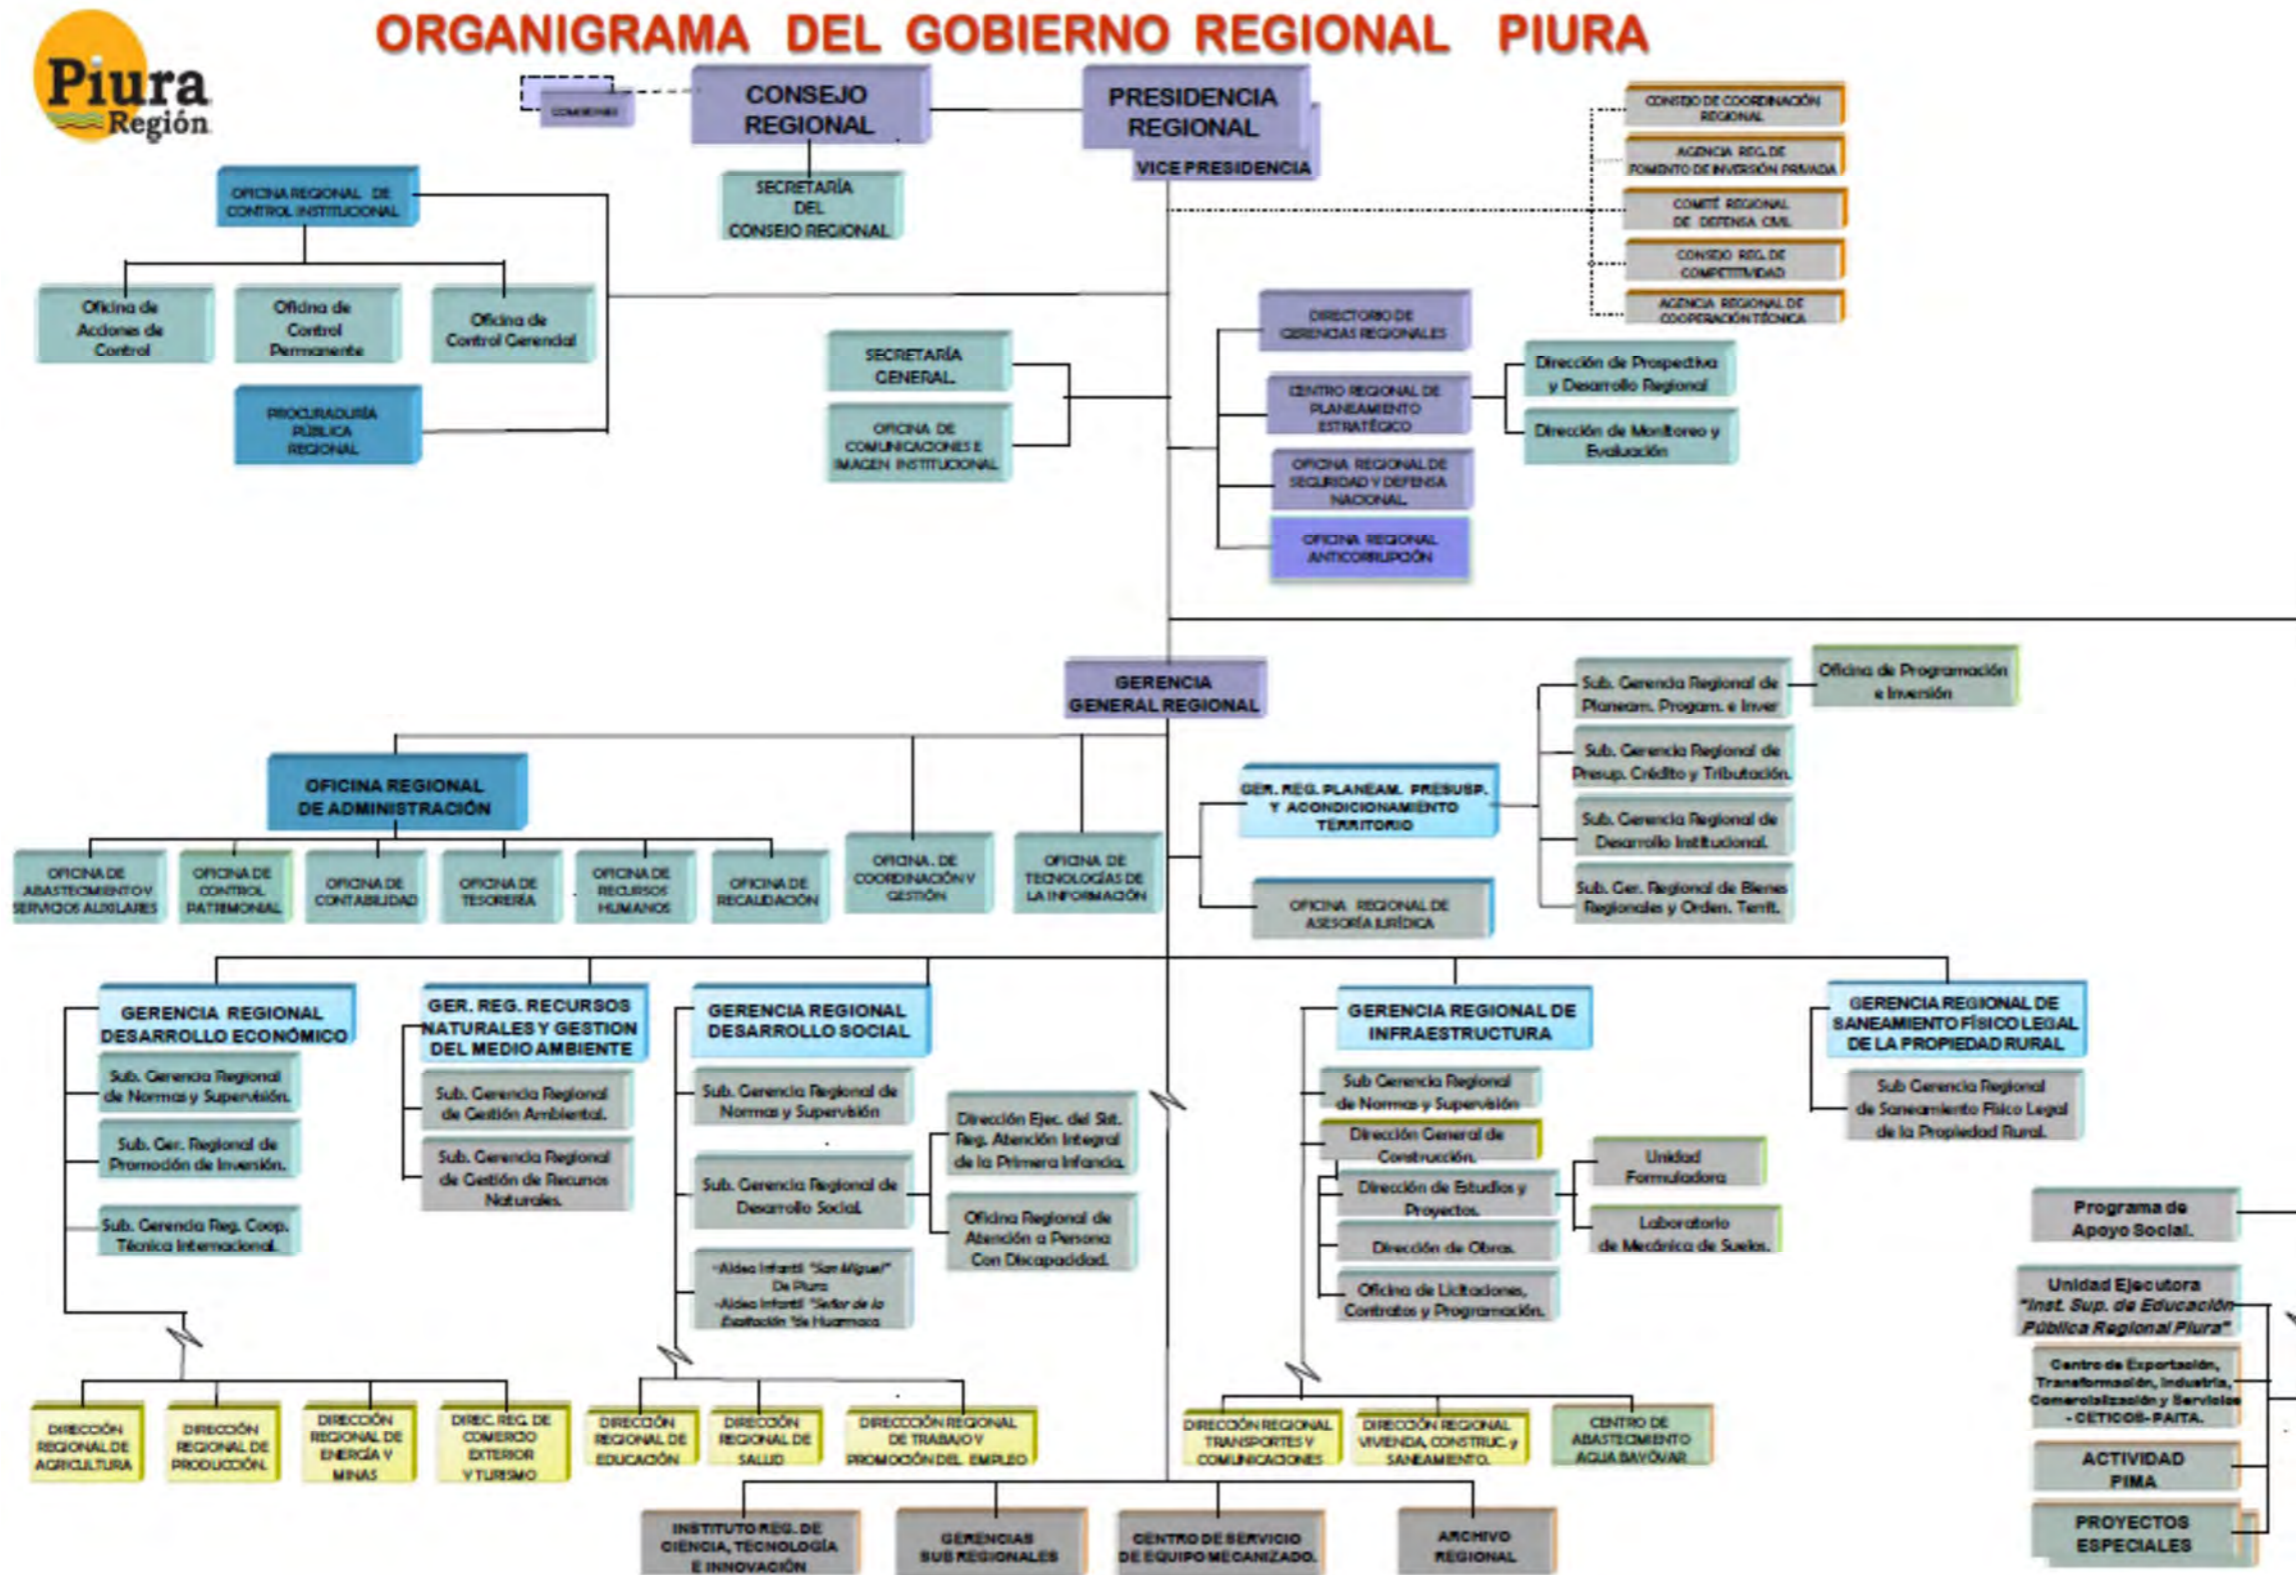 ORGANIGRAMA DEL GOBIERNO REGIONAL PIURA
Piura
Región
COMISIONES
CONSEJO
REGIONAL
PRESIDENCIA
REGIONAL
VICE PRESIDENCIA
SECRETARÍA
DEL
CONSEJO REGIONAL
CONSEJO DE COORDINACIÓN
REGIONAL
AGENCIA REG. DE
FOMENTO DE INVERSIÓN PRIVADA
COMITÉ REGIONAL
DE DEFENSA CIVIL
CONSEJO REG. DE
COMPETITIVIDAD
AGENCIA REGIONAL DE
COOPERACIÓN TÉCNICA
OFICINA REGIONAL DE
CONTROL INSTITUCIONAL
Oficina de
Acciones de
Control
Oficina de
Control
Permanente
Oficina de
Control Gerencial
PROCURADURÍA
PÚBLICA
REGIONAL
SECRETARÍA
GENERAL.
OFICINA DE
COMUNICACIONES E
IMAGEN INSTITUCIONAL
DIRECTORIO DE
GERENCIAS REGIONALES
CENTRO REGIONAL DE
PLANEAMIENTO
ESTRATÉGICO
OFICINA REGIONAL DE
SEGURIDAD Y DEFENSA
NACIONAL.
OFICINA REGIONAL
ANTICORRUPCIÓN
Dirección de Prospectiva
y Desarrollo Regional
Dirección de Monitoreo y
Evaluación
GERENCIA
GENERAL REGIONAL
OFICINA REGIONAL
DE ADMINISTRACIÓN
OFICINA DE
ABASTECIMIENTO Y
SERVICIOS AUXILARES
OFICINA DE
CONTROL
PATRIMONIAL
OFICINA DE
CONTABILIDAD
OFICINA DE
TESORERÍA
OFICINA DE
RECURSOS
HUMANOS
OFICINA DE
RECAUDACIÓN
OFICINA. DE
COORDINACIÓN Y
GESTIÓN
OFICINA DE
TECNOLOGÍAS DE
LA INFORMACIÓN
GER. REG. PLANEAM. PRESUSP.
Y ACONDICIONAMIENTO
TERRITORIO
OFICINA REGIONAL DE
ASESORÍA JURÍDICA
Sub. Gerencia Regional de
Planeam. Progam. e Inver
Oficina de Programación
e Inversión
Sub. Gerencia Regional de
Presup. Crédito y Tributación.
Sub. Gerencia Regional de
Desarrollo Institucional.
Sub. Ger. Regional de Bienes
Regionales y Orden. Territ.
GERENCIA REGIONAL
DESARROLLO ECONÓMICO
Sub. Gerencia Regional
de Normas y Supervisión.
Sub. Ger. Regional de
Promoción de Inversión.
Sub. Gerencia Reg. Coop.
Técnica Internacional.
GER. REG. RECURSOS
NATURALES Y GESTION
DEL MEDIO AMBIENTE
Sub. Gerencia Regional
de Gestión Ambiental.
Sub. Gerencia Regional
de Gestión de Recursos
Naturales.
GERENCIA REGIONAL
DESARROLLO SOCIAL
Sub. Gerencia Regional de
Normas y Supervisión
Sub. Gerencia Regional de
Desarrollo Social.
-Aldea Infantil "San Miguel"
De Piura
-Aldea Infantil "Señor de la
"de Huarmaca
Dirección Ejec. del Sist.
Reg. Atención Integral
de la Primera Infancia.
Oficina Regional de
Atención a Persona
Con Discapacidad.
GERENCIA REGIONAL DE
INFRAESTRUCTURA
Sub Gerencia Regional
de Normas y Supervisión
Dirección General de
Construcción.
Dirección de Estudios y
Proyectos.
Dirección de Obras.
Oficina de Licitaciones,
Contratos y Programación.
Unidad
Formuladora
Laboratorio
de Mecánica de Suelos.
GERENCIA REGIONAL DE
SANEAMIENTO FÍSICO LEGAL
DE LA PROPIEDAD RURAL
Sub Gerencia Regional
de Saneamiento Físico Legal
de la Propiedad Rural.
Programa de
Apoyo Social.
Unidad Ejecutora
"Inst. Sup. de Educación
Pública Regional Piura"
Centro de Exportación,
Transformación, Industria,
Comercialización y Servicios
- CETICOS- PAITA.
ACTIVIDAD
PIMA
PROYECTOS
ESPECIALES
DIRECCIÓN
REGIONAL DE
AGRICULTURA
DIRECCIÓN
REGIONAL DE
PRODUCCIÓN.
DIRECCIÓN
REGIONAL DE
ENERGÍA Y
MINAS
DIREC. REG. DE
COMERCIO
EXTERIOR
Y TURISMO
DIRECCIÓN
REGIONAL DE
EDUCACIÓN
DIRECCIÓN
REGIONAL DE
SALUD
DIRECCCIÓN REGIONAL
DE TRABAJO Y
PROMOCIÓN DEL EMPLEO
DIRECCIÓN REGIONAL
TRANSPORTES Y
COMUNICACIONES
DIRECCIÓN REGIONAL
VIVIENDA, CONSTRUC. y
SANEAMIENTO.
CENTRO DE
ABASTECIMIENTO
AGUA BAYÓVAR
INSTITUTO REG. DE
CIENCIA, TECNOLOGÍA
E INNOVACIÓN
GERENCIAS
SUB REGIONALES
CENTRO DE SERVICIO
DE EQUIPO MECANIZADO.
ARCHIVO
REGIONAL